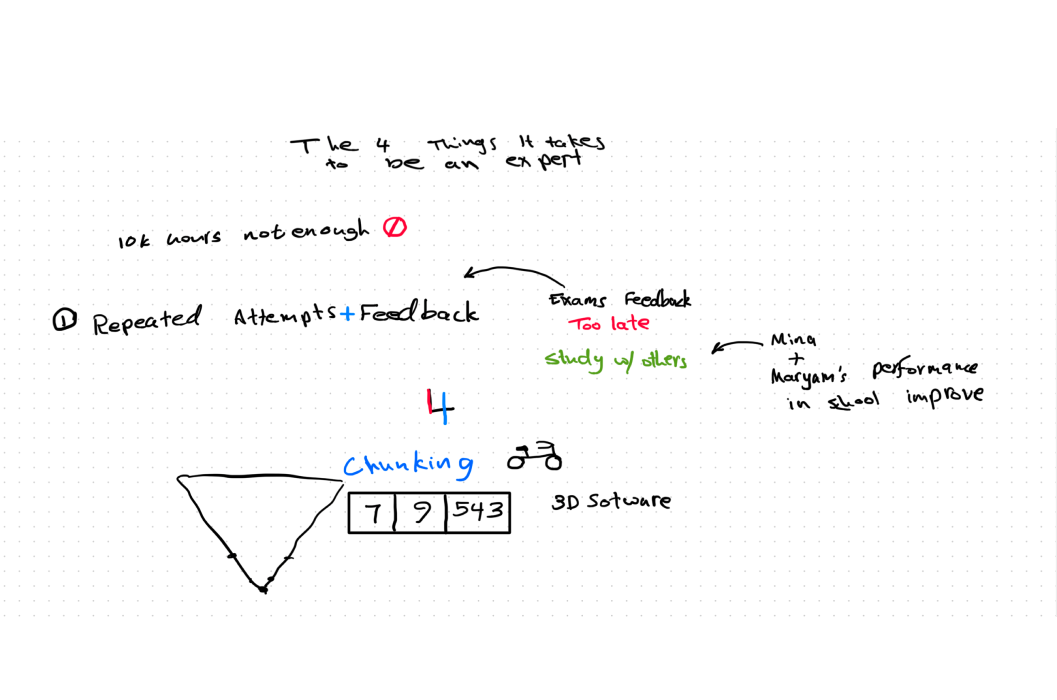 The 4 Things It takes
to be an expert
10k hours not enough
① Repeated Attempts + Feedback
Exams Feedback
Too late
Study w/ others
Mina
+
Maryam's performance
in school improve
4
Chunking
7 9 543
3D Sotware